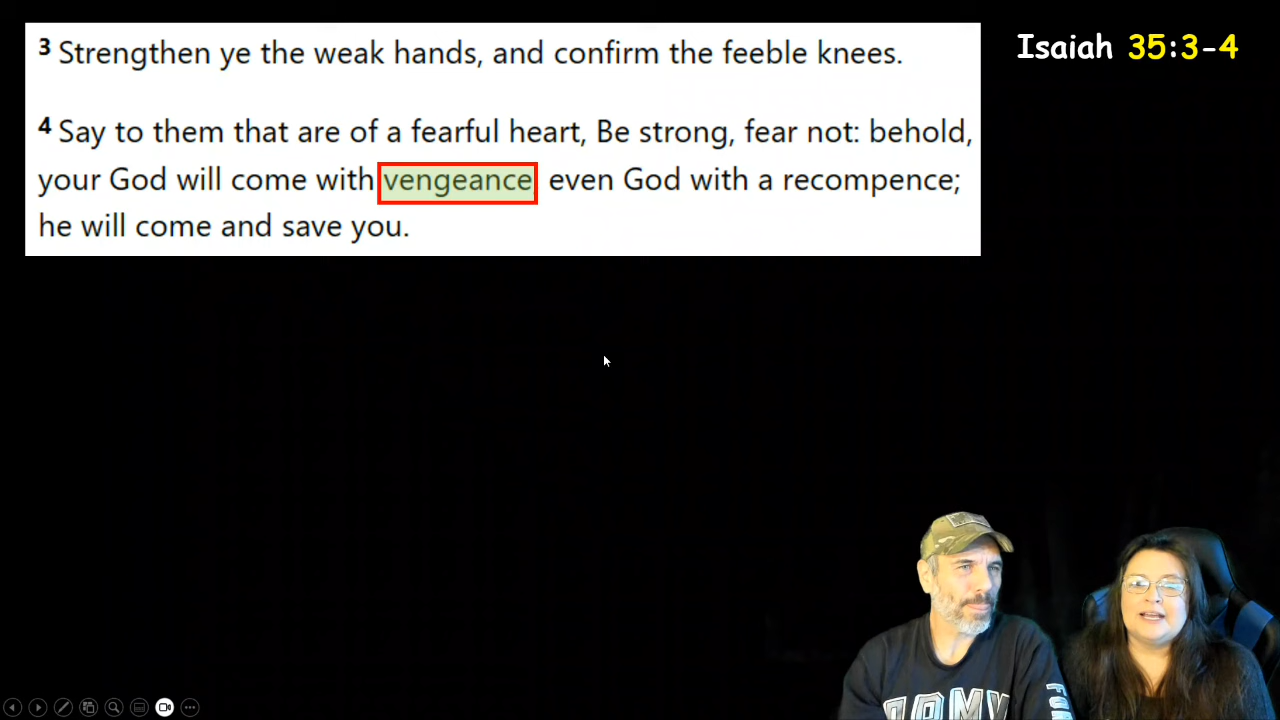 Isaiah 35:3-4
3 Strengthen ye the weak hands, and confirm the feeble knees.
4 Say to them that are of a fearful heart, Be strong, fear not: behold,
your God will come with vengeance, even God with a recompence;
he will come and save you.
ARMY